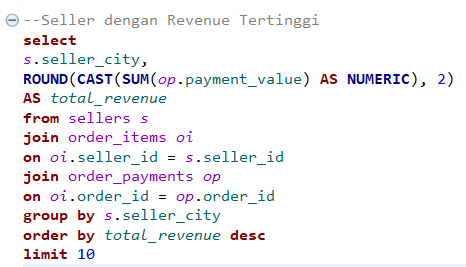 --Seller dengan Revenue Tertinggi
select
s.seller_city,
ROUND(CAST(SUM(op.payment_value) AS NUMERIC), 2)
AS total_revenue
from sellers s
join order_items oi
on oi.seller_id = s.seller_id
join order_payments op
on oi.order_id = op.order_id
group by s.seller_city
order by total_revenue desc
limit 10